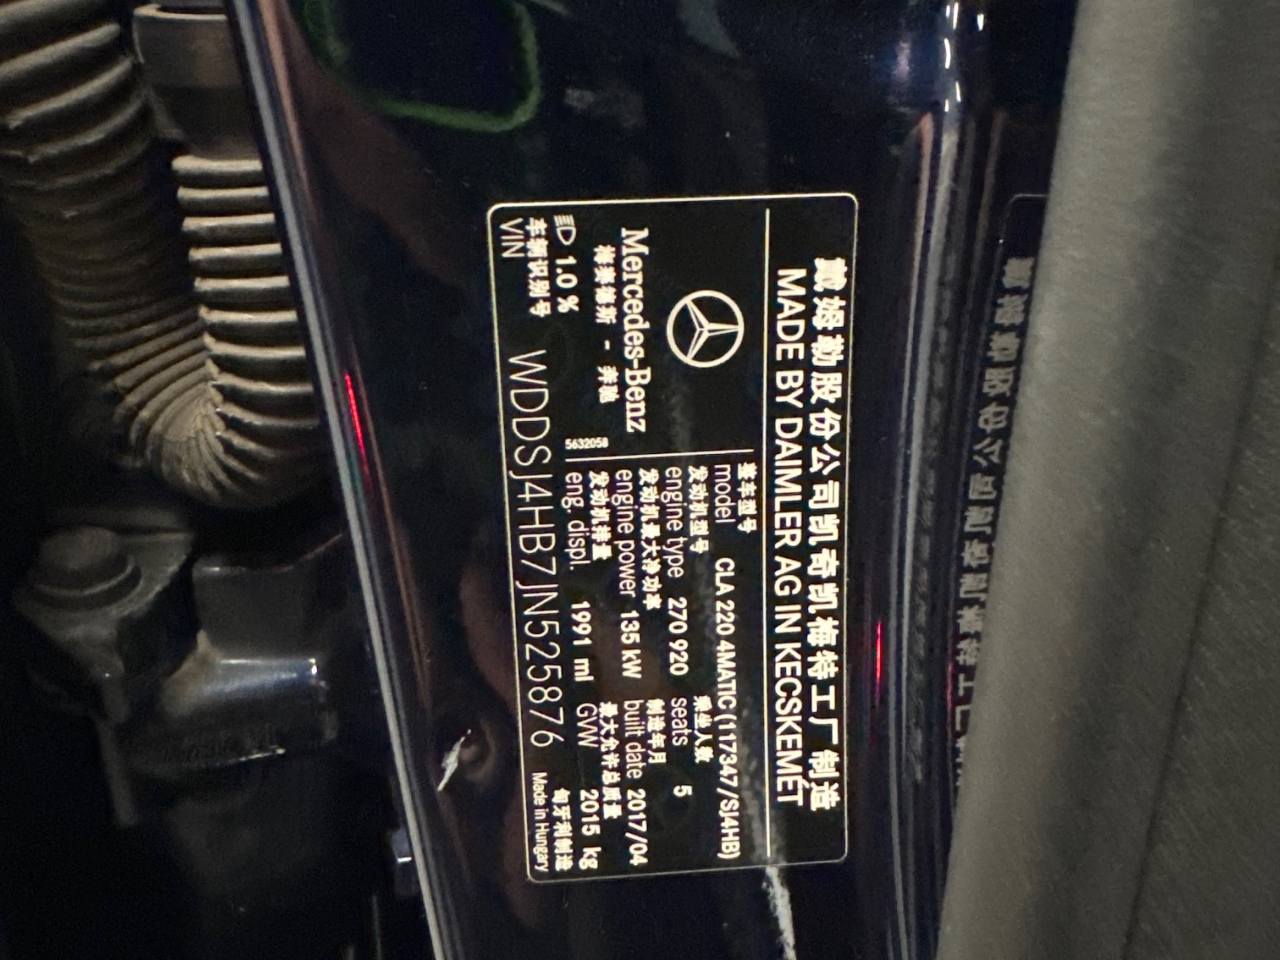 戴姆勒股份公司凯奇凯梅特工厂制造
MADE BY DAIMLER AG IN KECSKEMÉT
Mercedes-Benz
梅赛德斯 - 奔驰
1.0 %
5632058
整车型号
model CLA 220 4MATIC (117347/SJ4HB)
发动机型号 乘坐人数
engine type 270 920 seats 5
发动机最大净功率 制造年月
engine power 135 kW built date 2017/04
发动机排量 最大允许总质量
eng. displ. 1991 ml GVW 2015 kg
车辆识别号 匈牙利制造
VIN WDDSJ4HB7JN525876 Made in Hungary